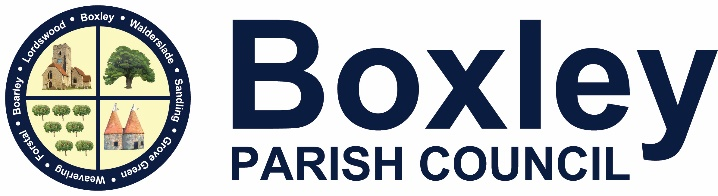 Boxley • Walderslade • Sandling • Grove Green • Weavering • Forstal • Boarley • Lordswood •
Boxley
PARISH COUNCIL